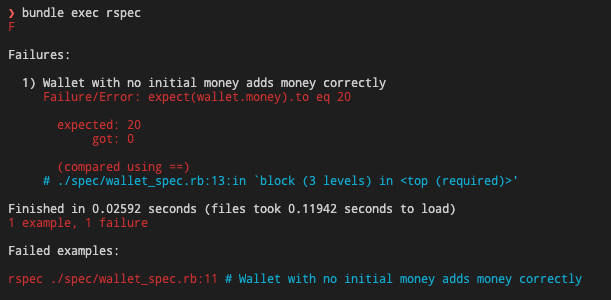 ❯ bundle exec rspec
F

Failures:

  1) Wallet with no initial money adds money correctly
     Failure/Error: expect(wallet.money).to eq 20

       expected: 20
            got: 0

       (compared using ==)
     # ./spec/wallet_spec.rb:13:in `block (3 levels) in <top (required)>'

Finished in 0.02592 seconds (files took 0.11942 seconds to load)
1 example, 1 failure

Failed examples:

rspec ./spec/wallet_spec.rb:11 # Wallet with no initial money adds money correctly